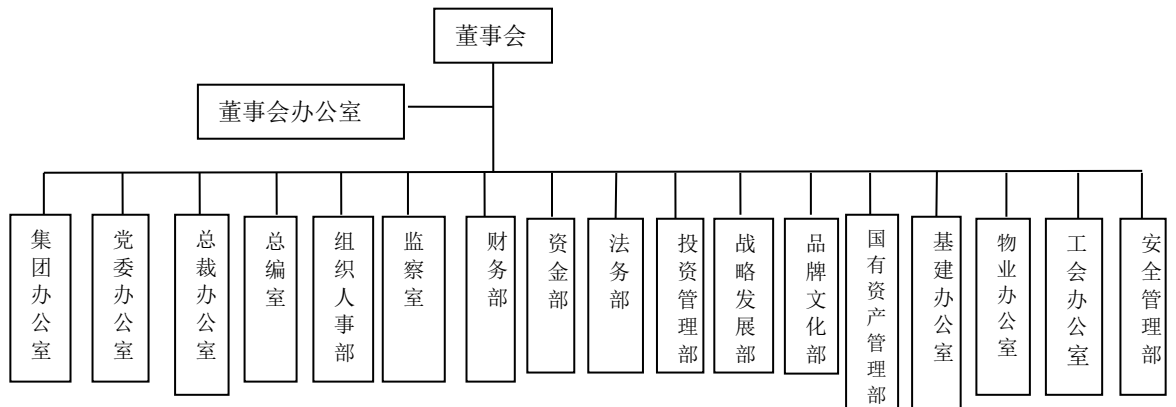 董事会
董事会办公室
集团办公室
党委办公室
总裁办公室
总编室
组织人事部
监察室
财务部
资金部
法务部
投资管理部
战略发展部
品牌文化部
国有资产管理部
基建办公室
物业办公室
工会办公室
安全管理部